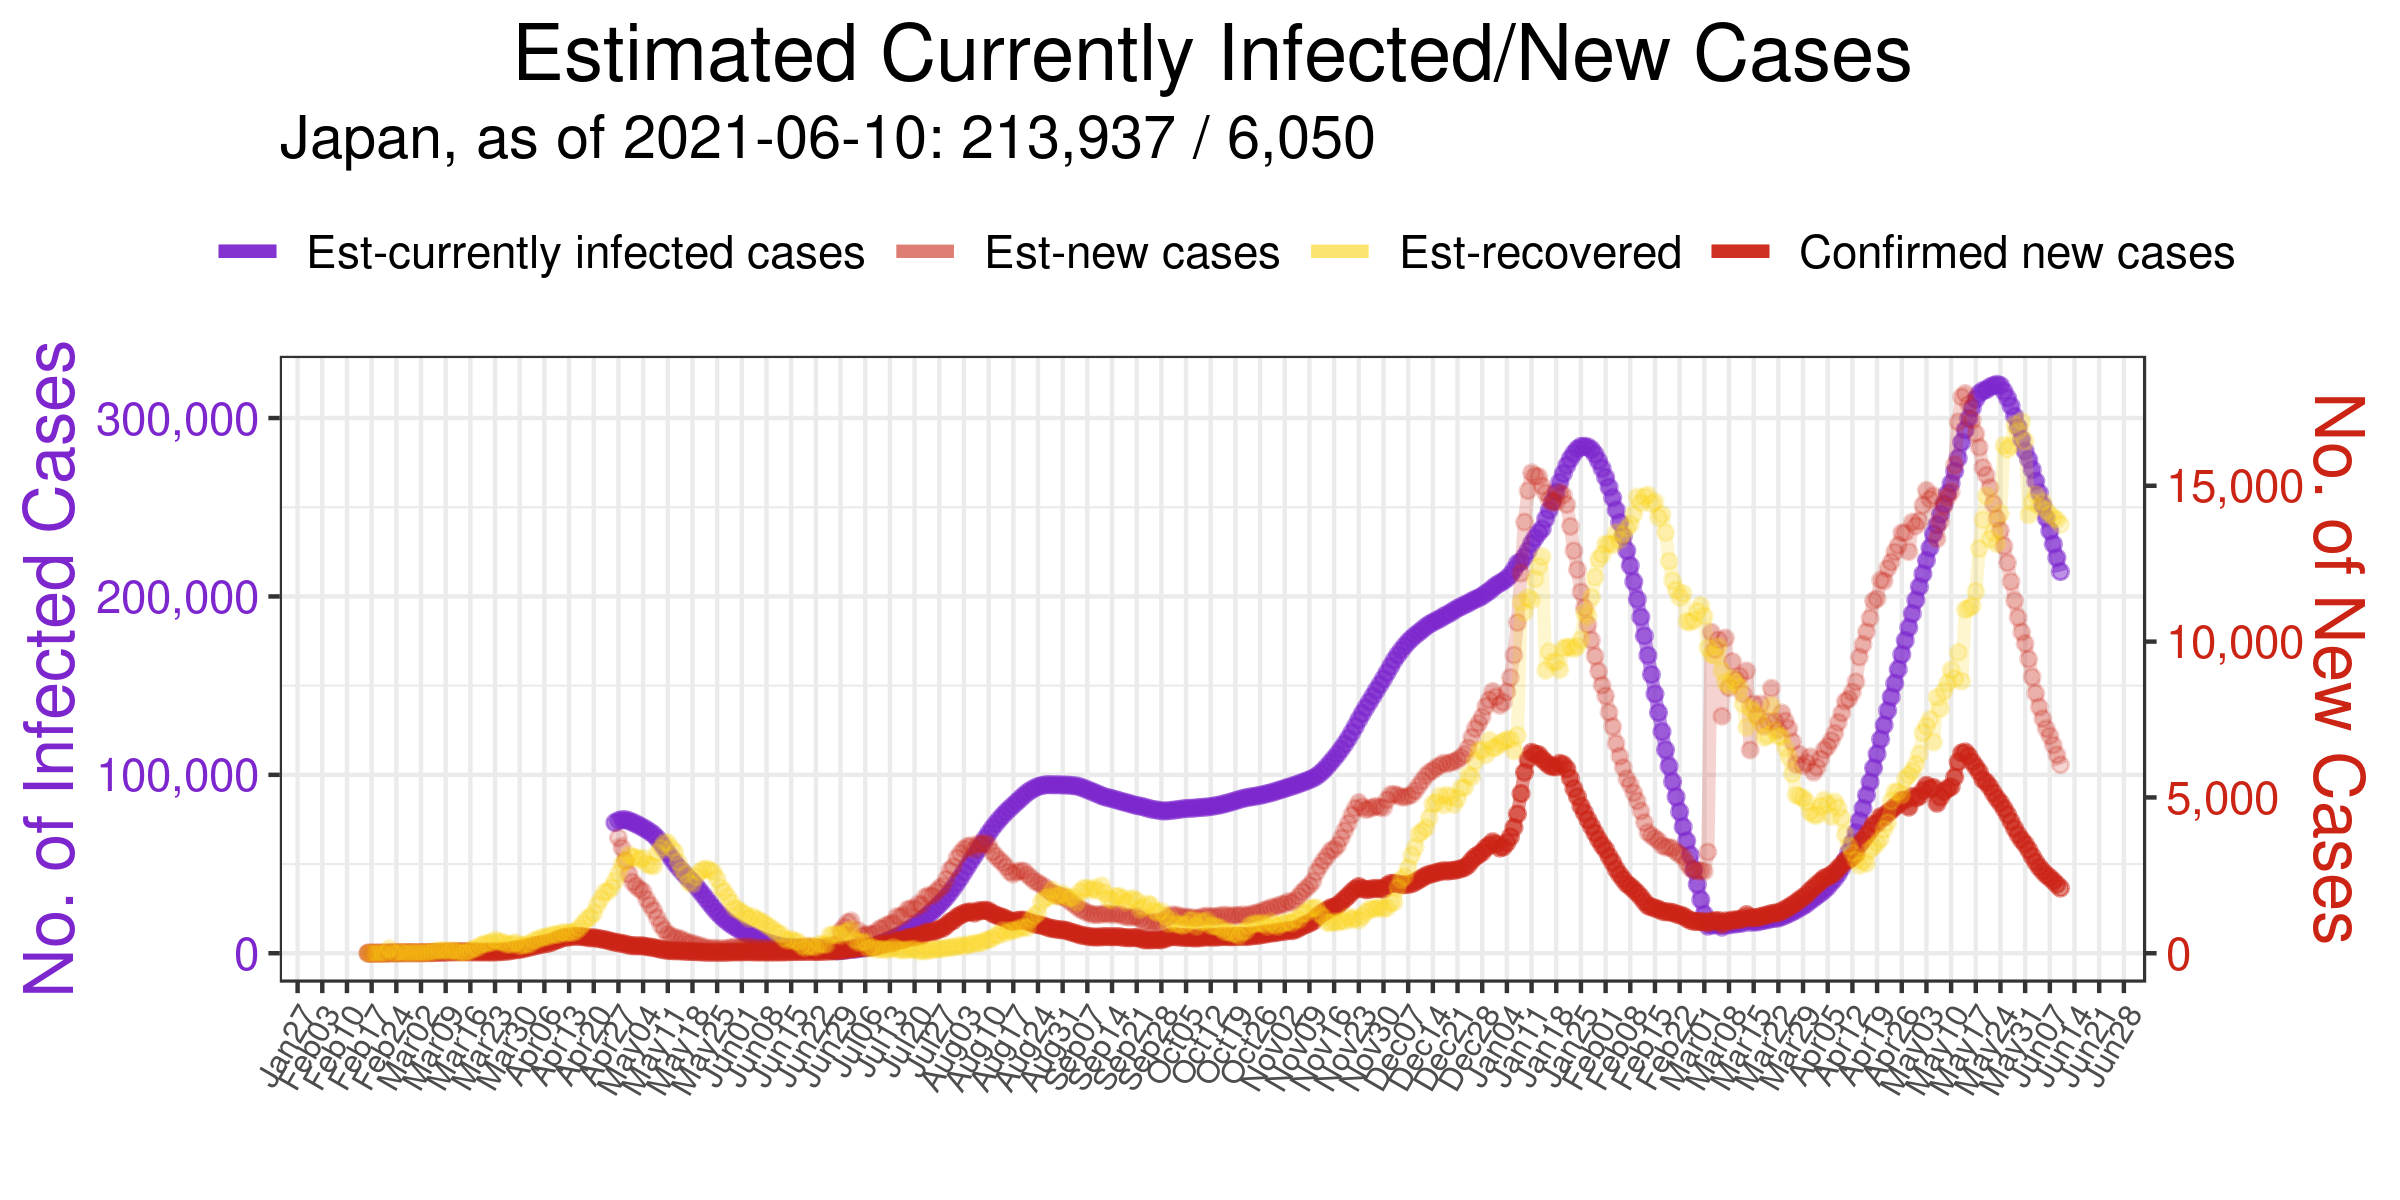 Estimated Currently Infected/New Cases
Japan, as of 2021-06-10: 213,937 / 6,050
Est-currently infected cases Est-new cases Est-recovered Confirmed new cases
No. of Infected Cases
300,000
200,000
100,000
0
15,000
10,000
5,000
0
No. of New Cases
Jan27 Feb03 Feb10 Feb17 Feb24 Mar02 Mar09 Mar16 Mar23 Mar30 Apr06 Apr13 Apr20 Apr27 May04 May11 May18 May25 Jun01 Jun08 Jun15 Jun22 Jun29 Jul06 Jul13 Jul20 Jul27 Aug03 Aug10 Aug17 Aug24 Aug31 Sep07 Sep14 Sep21 Sep28 Oct05 Oct12 Oct19 Oct26 Nov02 Nov09 Nov16 Nov23 Nov30 Dec07 Dec14 Dec21 Dec28 Jan04 Jan11 Jan18 Jan25 Feb01 Feb08 Feb15 Feb22 Mar01 Mar08 Mar15 Mar22 Mar29 Apr05 Apr12 Apr19 Apr26 May03 May10 May17 May24 May31 Jun07 Jun14 Jun21 Jun28